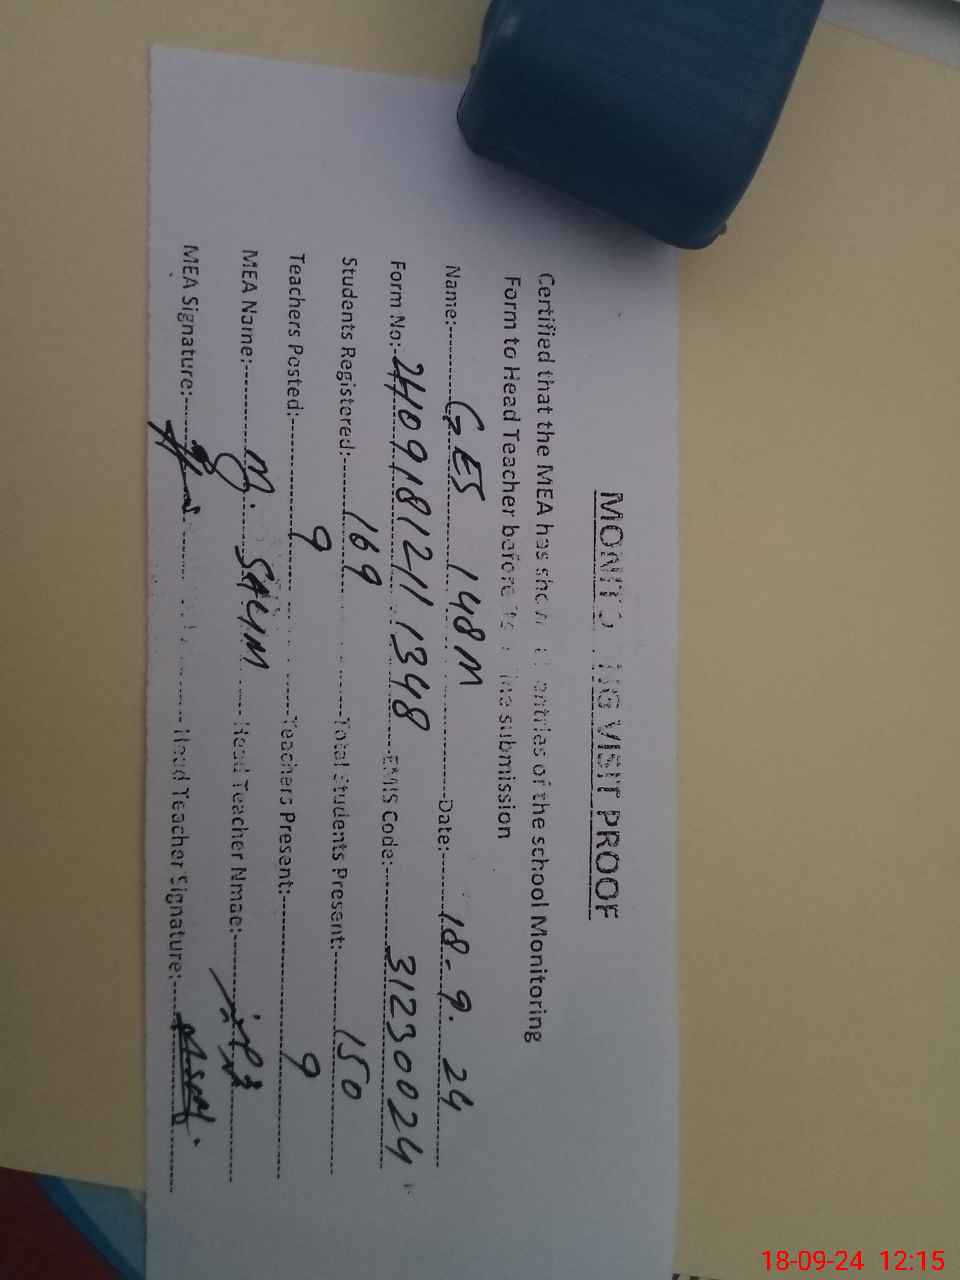 MONITORING VISIT PROOF
Certified that the MEA has entries of the school Monitoring
Form to Head Teacher before submission
Name:- GES 148M Date:- 18-9.24
Form No:- 24091812111348 EMIS Code:- 31230024
Students Registered:- 169 Total Students Present:- 150
Teachers Posted:- 9 Teachers Present:- 9
MEA Name:- M. SALIM Head Teacher Nmae:-
MEA Signature:- Head Teacher Signature:-
18-09-24 12:15